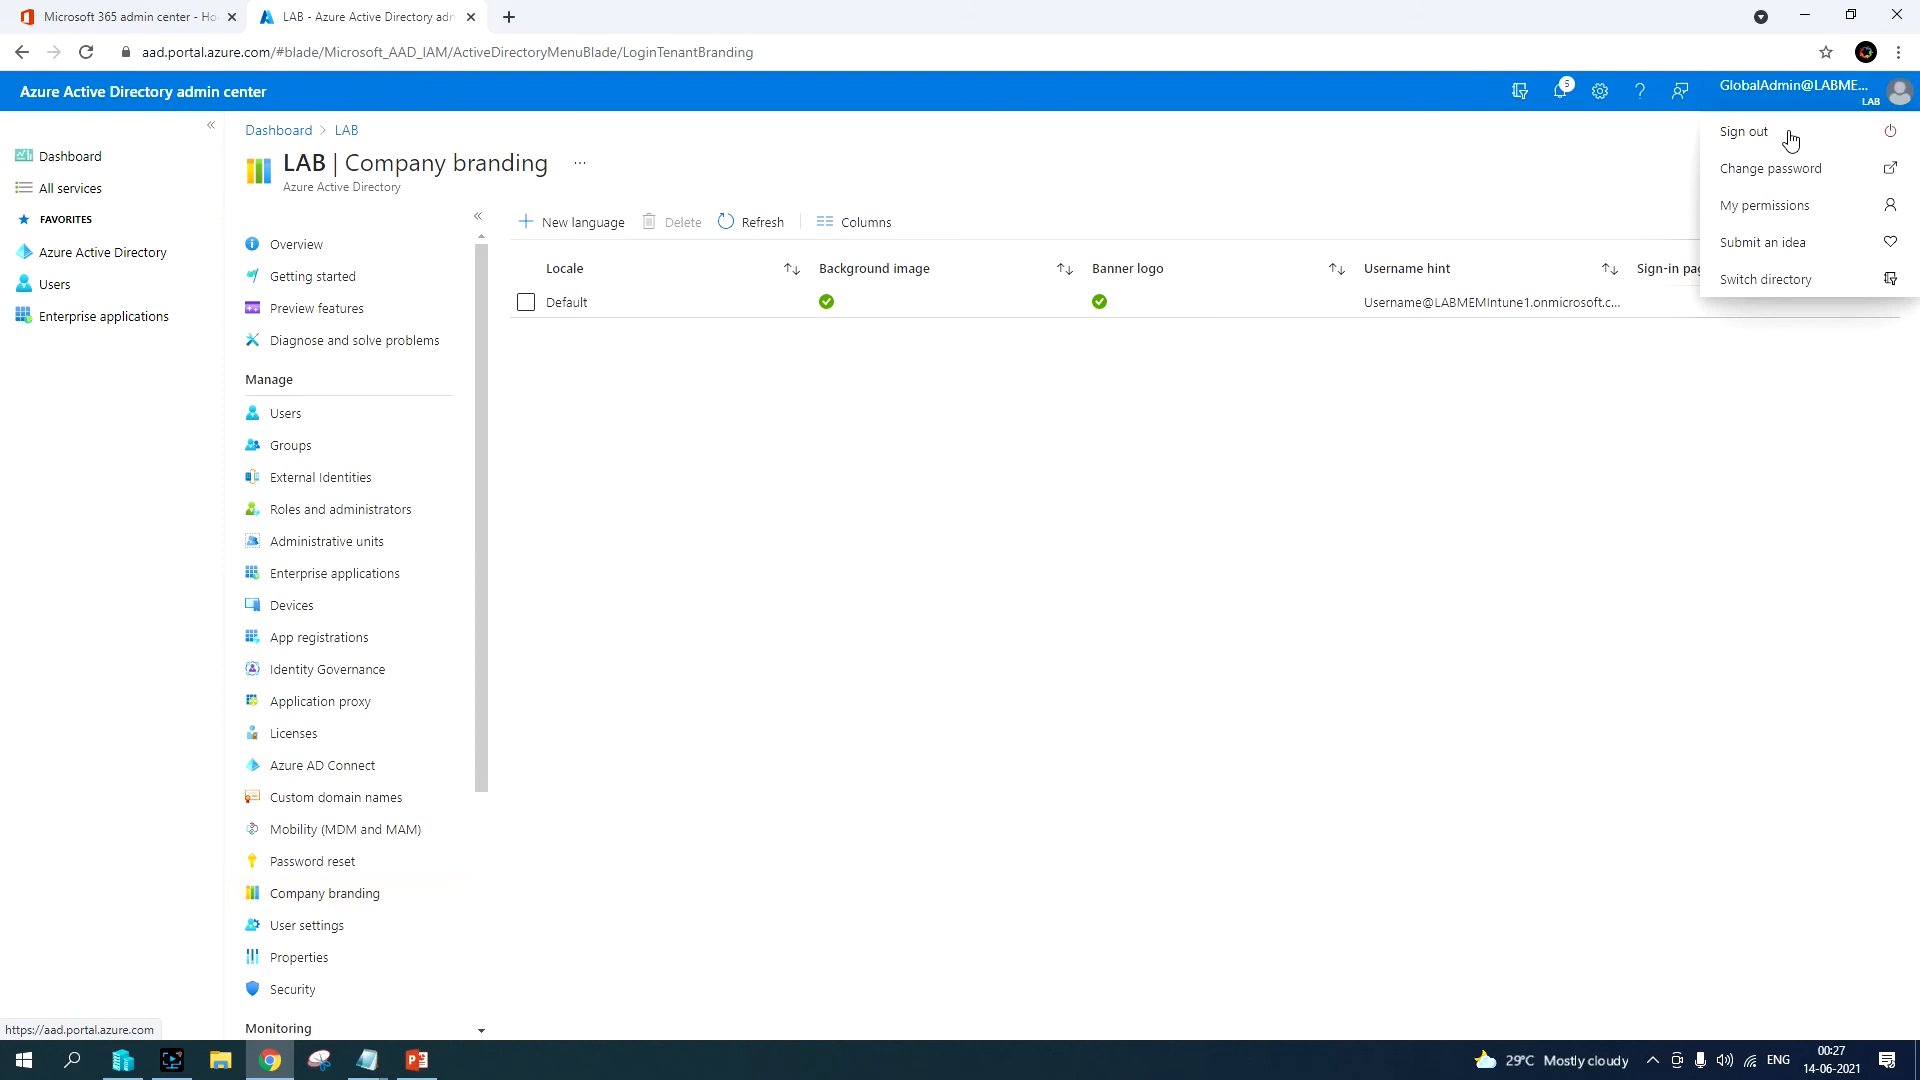 Microsoft 365 admin center - Ho
LAB - Azure Active Directory adm
aad.portal.azure.com/#blade/Microsoft_AAD_IAM/ActiveDirectoryMenuBlade/LoginTenantBranding
Azure Active Directory admin center
5
GlobalAdmin@LABME...
LAB
Sign out
Change password
My permissions
Submit an idea
Switch directory
Dashboard
All services
FAVORITES
Azure Active Directory
Users
Enterprise applications
Dashboard > LAB
LAB | Company branding ...
Azure Active Directory
Overview
Getting started
Preview features
Diagnose and solve problems
Manage
Users
Groups
External Identities
Roles and administrators
Administrative units
Enterprise applications
Devices
App registrations
Identity Governance
Application proxy
Licenses
Azure AD Connect
Custom domain names
Mobility (MDM and MAM)
Password reset
Company branding
User settings
Properties
Security
Monitoring
New language Delete Refresh Columns
Locale Background image Banner logo Username hint Sign-in pag
Default Username@LABMEMIntune1.onmicrosoft.c...
https://aad.portal.azure.com
29°C Mostly cloudy ENG
00:27
14-06-2021